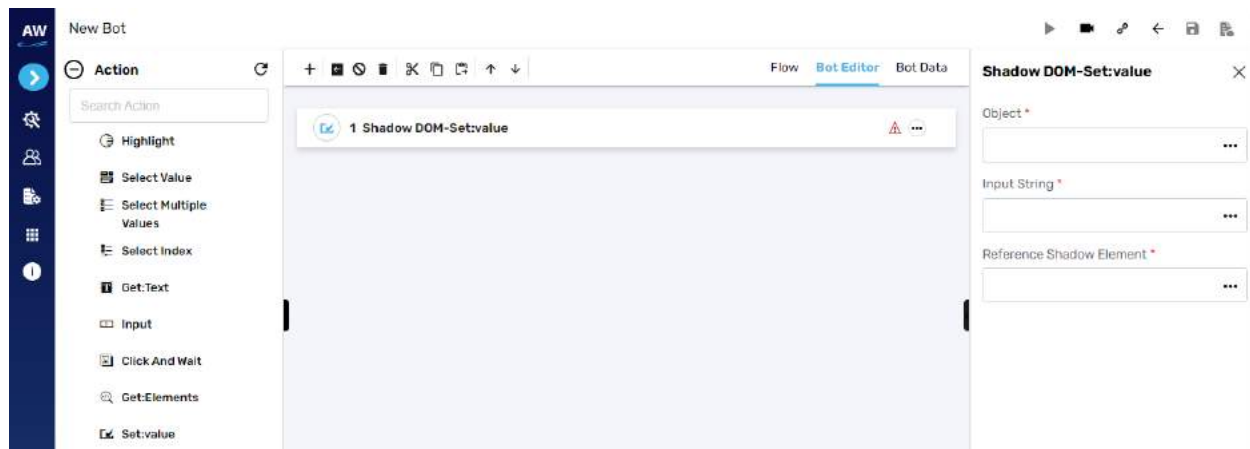 AW
New Bot
Action
Search Action
Highlight
Select Value
Select Multiple
Values
Select Index
Get:Text
Input
Click And Wait
Get:Elements
Set:value
Flow Bot Editor Bot Data
1 Shadow DOM-Set:value
Shadow DOM-Set:value
Object *
Input String *
Reference Shadow Element *